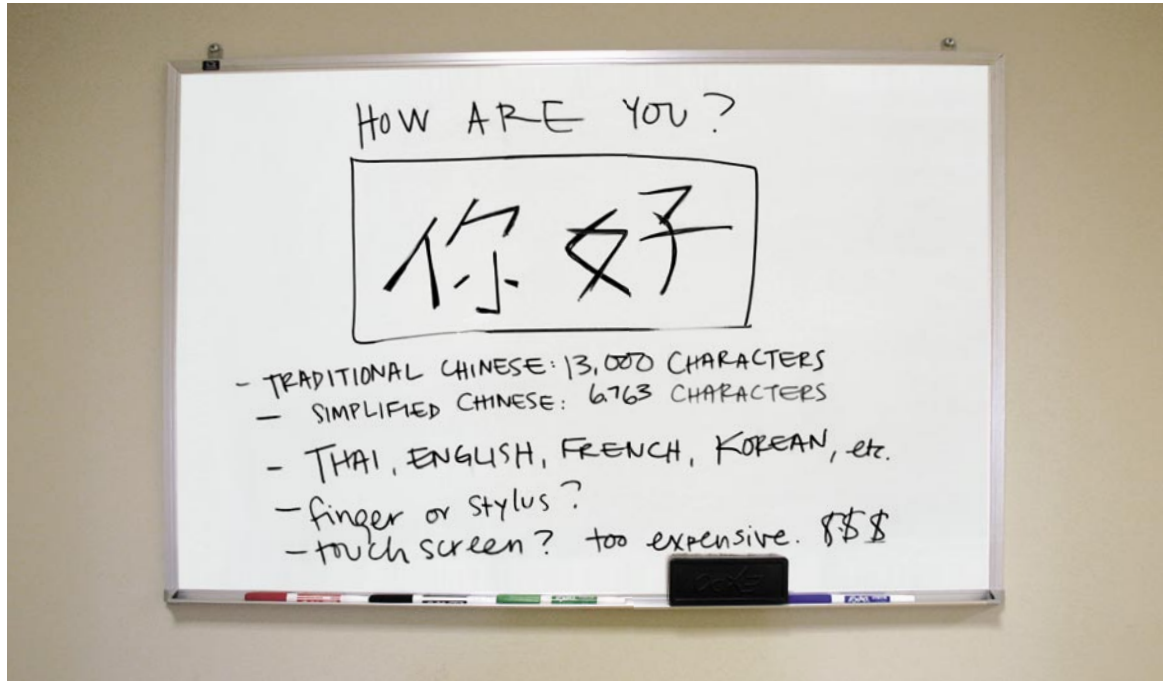 HOW ARE YOU?
你好
- TRADITIONAL CHINESE: 13,000 CHARACTERS
- SIMPLIFIED CHINESE: 6763 CHARACTERS
- THAI, ENGLISH, FRENCH, KOREAN, etc.
- finger or stylus?
- touch screen? too expensive. $$$
EXPO